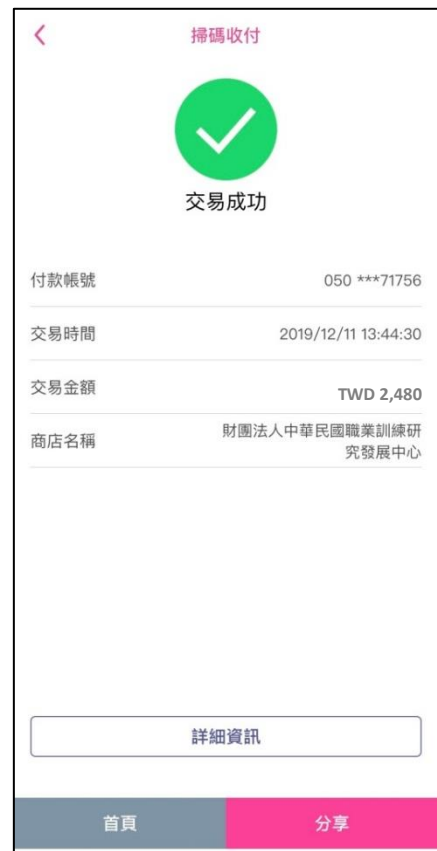 掃碼收付
交易成功
付款帳號 050 ***71756
交易時間 2019/12/11 13:44:30
交易金額 TWD 2,480
商店名稱 財團法人中華民國職業訓練研
究發展中心
詳細資訊
首頁 分享